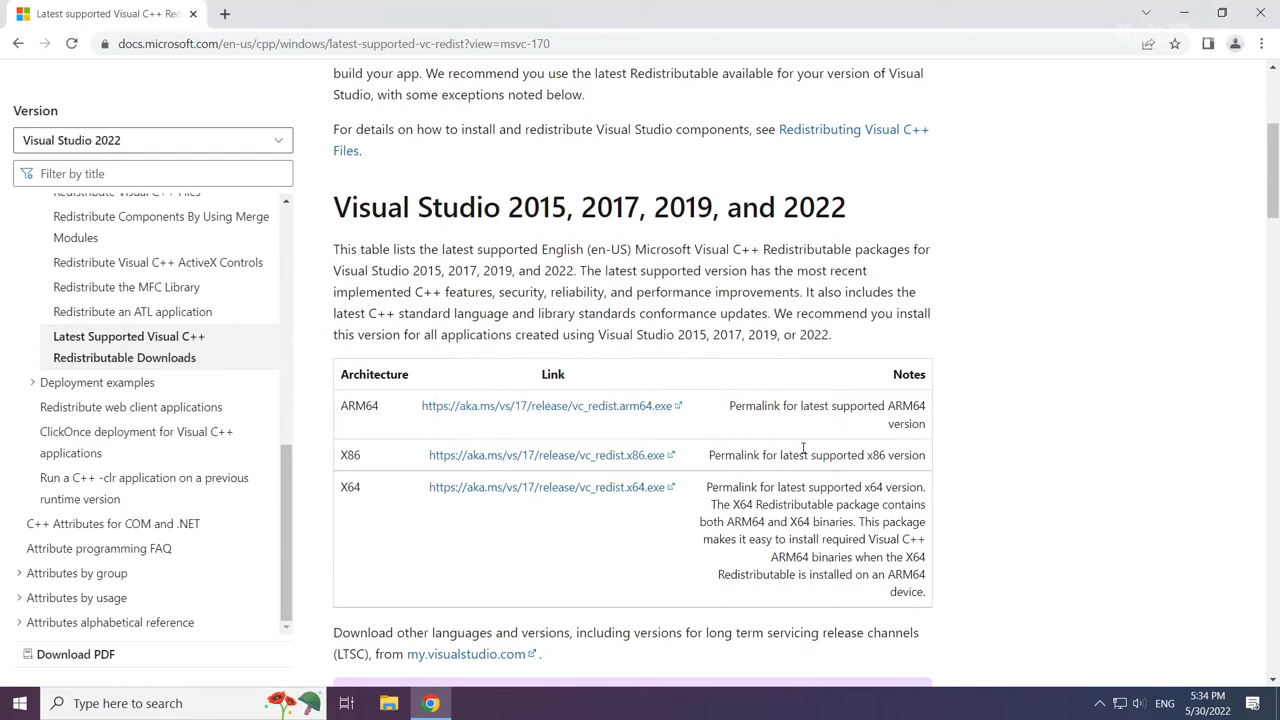 Latest supported Visual C++ Red
docs.microsoft.com/en-us/cpp/windows/latest-supported-vc-redist?view=msvc-170
Version
Visual Studio 2022
Filter by title
Redistribute Visual C++ Files
Redistribute Components By Using Merge
Modules
Redistribute Visual C++ ActiveX Controls
Redistribute the MFC Library
Redistribute an ATL application
Latest Supported Visual C++
Redistributable Downloads
Deployment examples
Redistribute web client applications
ClickOnce deployment for Visual C++
applications
Run a C++ -clr application on a previous
runtime version
C++ Attributes for COM and .NET
Attribute programming FAQ
Attributes by group
Attributes by usage
Attributes alphabetical reference
Download PDF
build your app. We recommend you use the latest Redistributable available for your version of Visual
Studio, with some exceptions noted below.
For details on how to install and redistribute Visual Studio components, see Redistributing Visual C++
Files.
Visual Studio 2015, 2017, 2019, and 2022
This table lists the latest supported English (en-US) Microsoft Visual C++ Redistributable packages for
Visual Studio 2015, 2017, 2019, and 2022. The latest supported version has the most recent
implemented C++ features, security, reliability, and performance improvements. It also includes the
latest C++ standard language and library standards conformance updates. We recommend you install
this version for all applications created using Visual Studio 2015, 2017, 2019, or 2022.
Architecture Link Notes
ARM64 https://aka.ms/vs/17/release/vc_redist.arm64.exe Permalink for latest supported ARM64
version
X86 https://aka.ms/vs/17/release/vc_redist.x86.exe Permalink for latest supported x86 version
X64 https://aka.ms/vs/17/release/vc_redist.x64.exe Permalink for latest supported x64 version.
The X64 Redistributable package contains
both ARM64 and X64 binaries. This package
makes it easy to install required Visual C++
ARM64 binaries when the X64
Redistributable is installed on an ARM64
device.
Download other languages and versions, including versions for long term servicing release channels
(LTSC), from my.visualstudio.com .
Type here to search
ENG
5:34 PM
5/30/2022